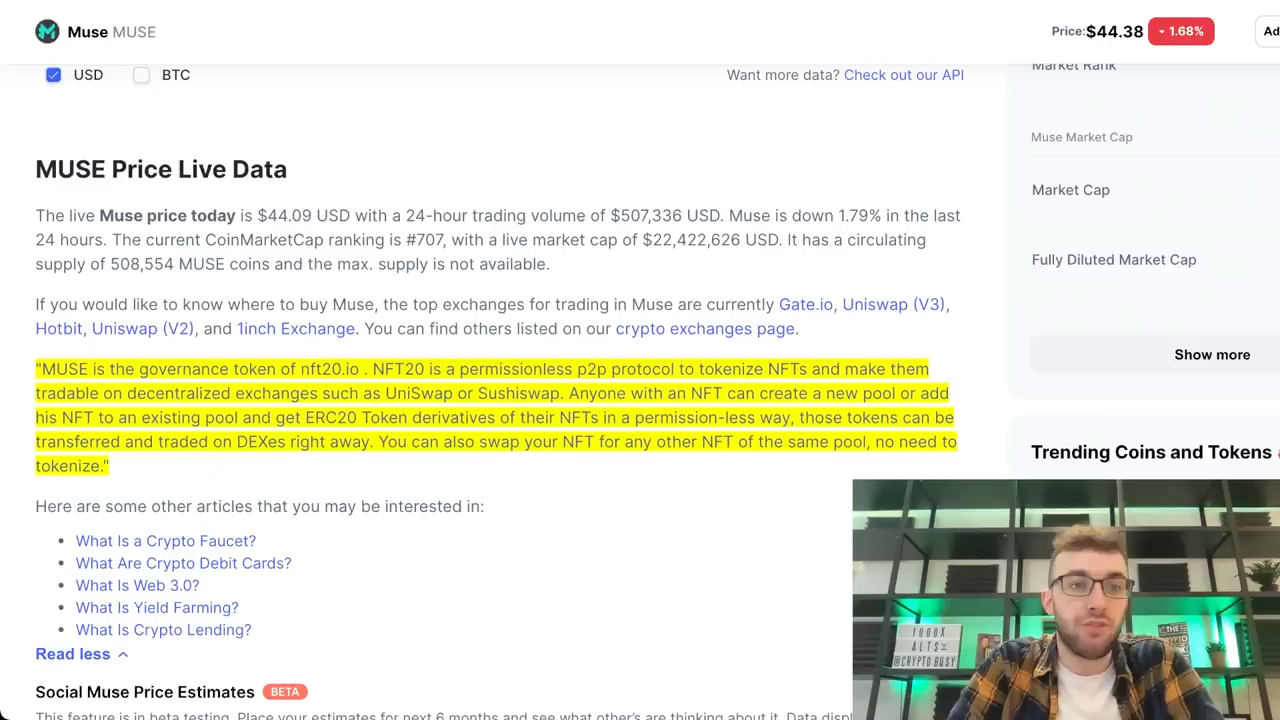 Muse MUSE
Price:$44.38 1.68%
Ad
USD BTC
Want more data? Check out our API
MUSE Price Live Data
The live Muse price today is $44.09 USD with a 24-hour trading volume of $507,336 USD. Muse is down 1.79% in the last
24 hours. The current CoinMarketCap ranking is #707, with a live market cap of $22,422,626 USD. It has a circulating
supply of 508,554 MUSE coins and the max. supply is not available.
If you would like to know where to buy Muse, the top exchanges for trading in Muse are currently Gate.io, Uniswap (V3),
Hotbit, Uniswap (V2), and 1inch Exchange. You can find others listed on our crypto exchanges page.
"MUSE is the governance token of nft20.io . NFT20 is a permissionless p2p protocol to tokenize NFTs and make them
tradable on decentralized exchanges such as UniSwap or Sushiswap. Anyone with an NFT can create a new pool or add
his NFT to an existing pool and get ERC20 Token derivatives of their NFTs in a permission-less way, those tokens can be
transferred and traded on DEXes right away. You can also swap your NFT for any other NFT of the same pool, no need to
tokenize."
Here are some other articles that you may be interested in:
• What Is a Crypto Faucet?
• What Are Crypto Debit Cards?
• What Is Web 3.0?
• What Is Yield Farming?
• What Is Crypto Lending?
Read less
Social Muse Price Estimates BETA
This feature is in beta testing. Place your estimates for next 6 months and see what other's are thinking about it. Data displ
Market Rank
Muse Market Cap
Market Cap
Fully Diluted Market Cap
Show more
Trending Coins and Tokens
1000X
ALTS
@CRYPTO BUSY
THE
CRYPTO